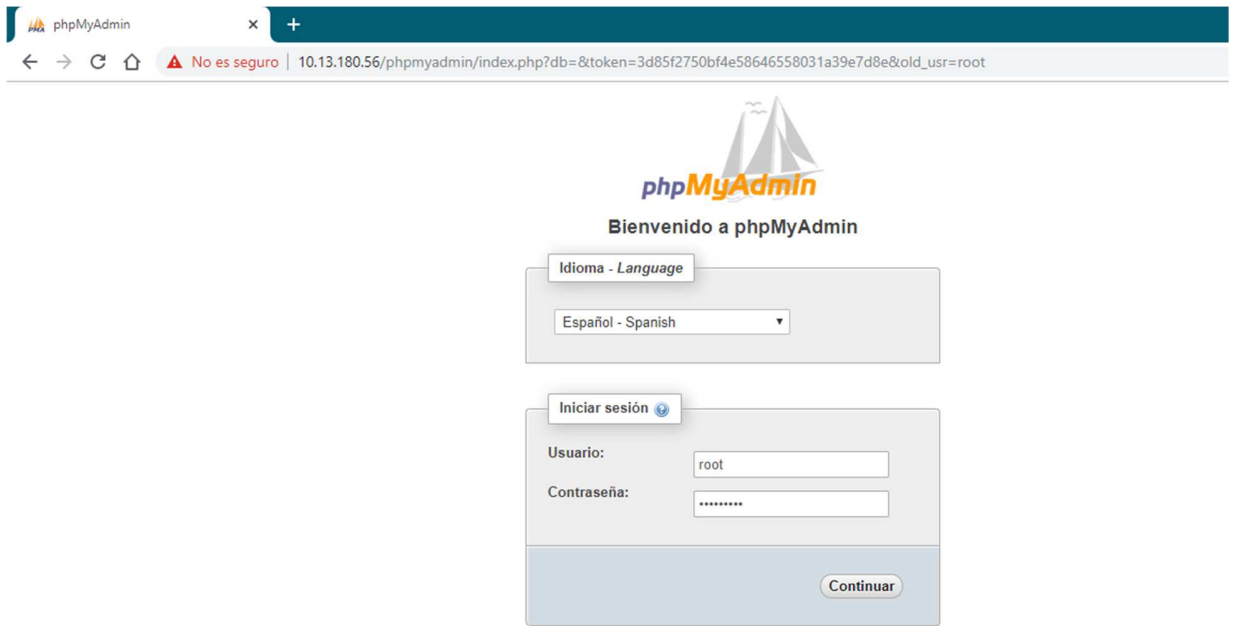 phpMyAdmin
No es seguro | 10.13.180.56/phpmyadmin/index.php?db=&token=3d85f2750bf4e58646558031a39e7d8e&old_usr=root
phpMyAdmin
Bienvenido a phpMyAdmin
Idioma - Language
Español - Spanish
Iniciar sesión
Usuario:
root
Contraseña:
•••••••••
Continuar